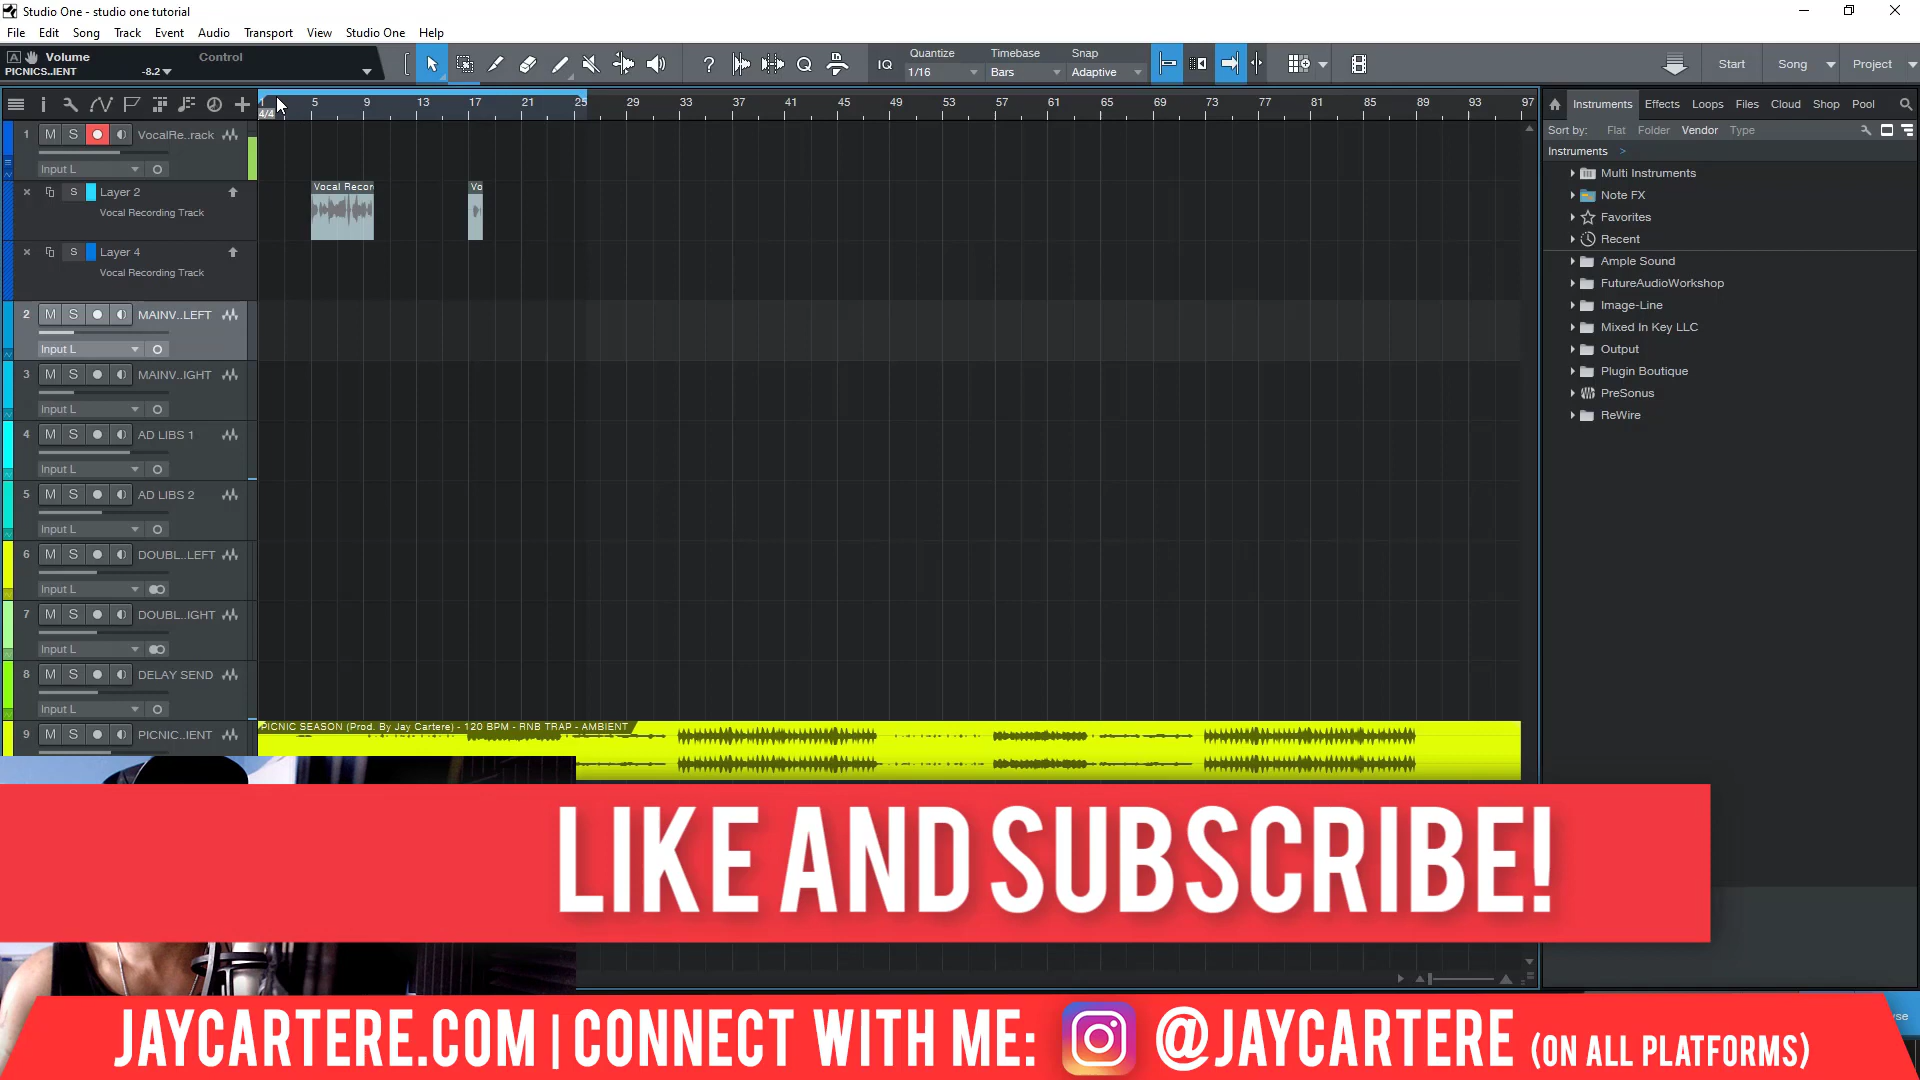 Studio One - studio one tutorial
File Edit Song Track Event Audio Transport View Studio One Help
A Volume Control
PICNICS..IENT -8.2
IQ Quantize 1/16 Timebase Bars Snap Adaptive
Start Song Project
1 5 9 13 17 21 25 29 33 37 41 45 49 53 57 61 65 69 73 77 81 85 89 93 97
4/4
Instruments Effects Loops Files Cloud Shop Pool
Sort by: Flat Folder Vendor Type
Instruments >
Multi Instruments
Note FX
Favorites
Recent
Ample Sound
FutureAudioWorkshop
Image-Line
Mixed In Key LLC
Output
Plugin Boutique
PreSonus
ReWire
1 M S VocalRe..rack
Input L
S Layer 2
Vocal Recording Track
Vocal Recor
Vo
S Layer 4
Vocal Recording Track
2 M S MAINV..LEFT
Input L
3 M S MAINV..IGHT
Input L
4 M S AD LIBS 1
Input L
5 M S AD LIBS 2
Input L
6 M S DOUBL..LEFT
Input L
7 M S DOUBL..IGHT
Input L
8 M S DELAY SEND
Input L
9 M S PICNIC..IENT
PICNIC SEASON (Prod. By Jay Cartere) - 120 BPM - RNB TRAP - AMBIENT
LIKE AND SUBSCRIBE!
JAYCARTERE.COM | CONNECT WITH ME: @JAYCARTERE (ON ALL PLATFORMS)